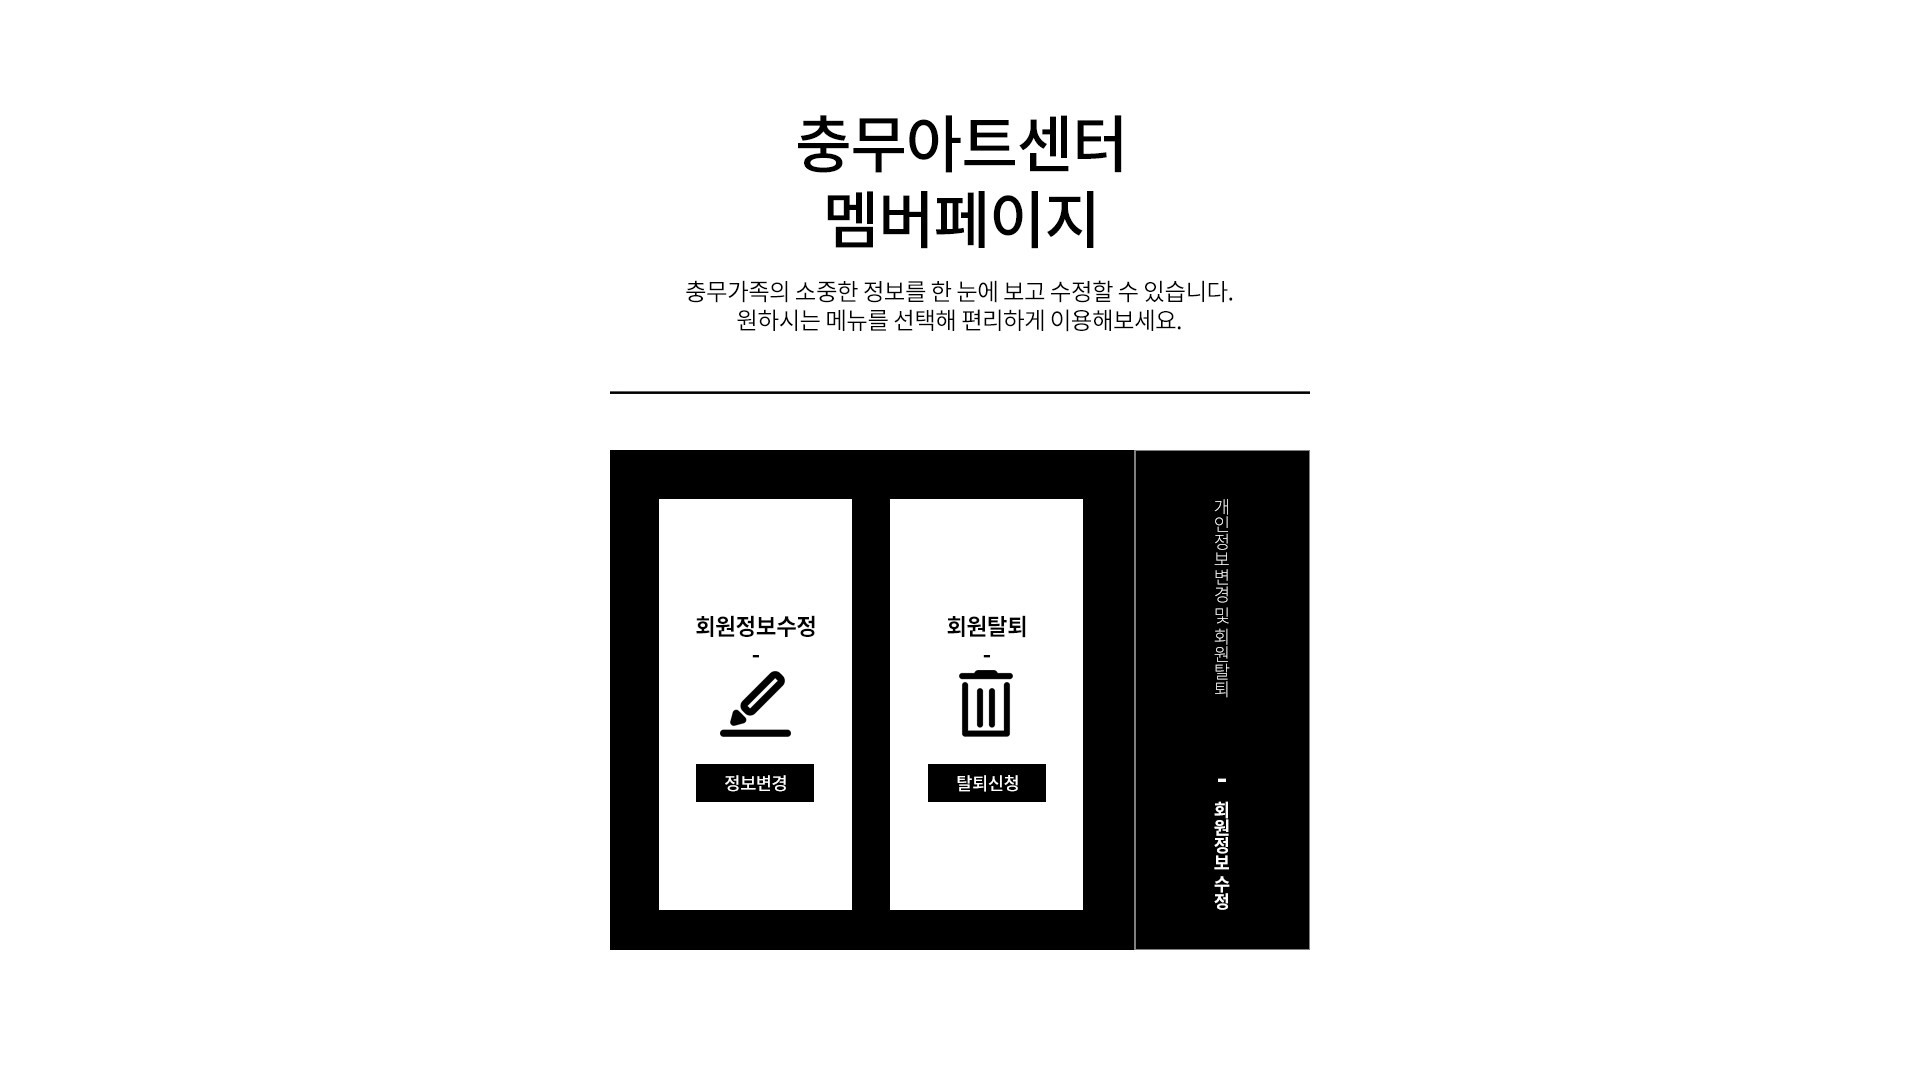 충무아트센터
멤버페이지
충무가족의 소중한 정보를 한 눈에 보고 수정할 수 있습니다.
원하시는 메뉴를 선택해 편리하게 이용해보세요.
회원정보수정
-
정보변경
회원탈퇴
-
탈퇴신청
개인정보변경 및 회원탈퇴
-
회원정보 수정